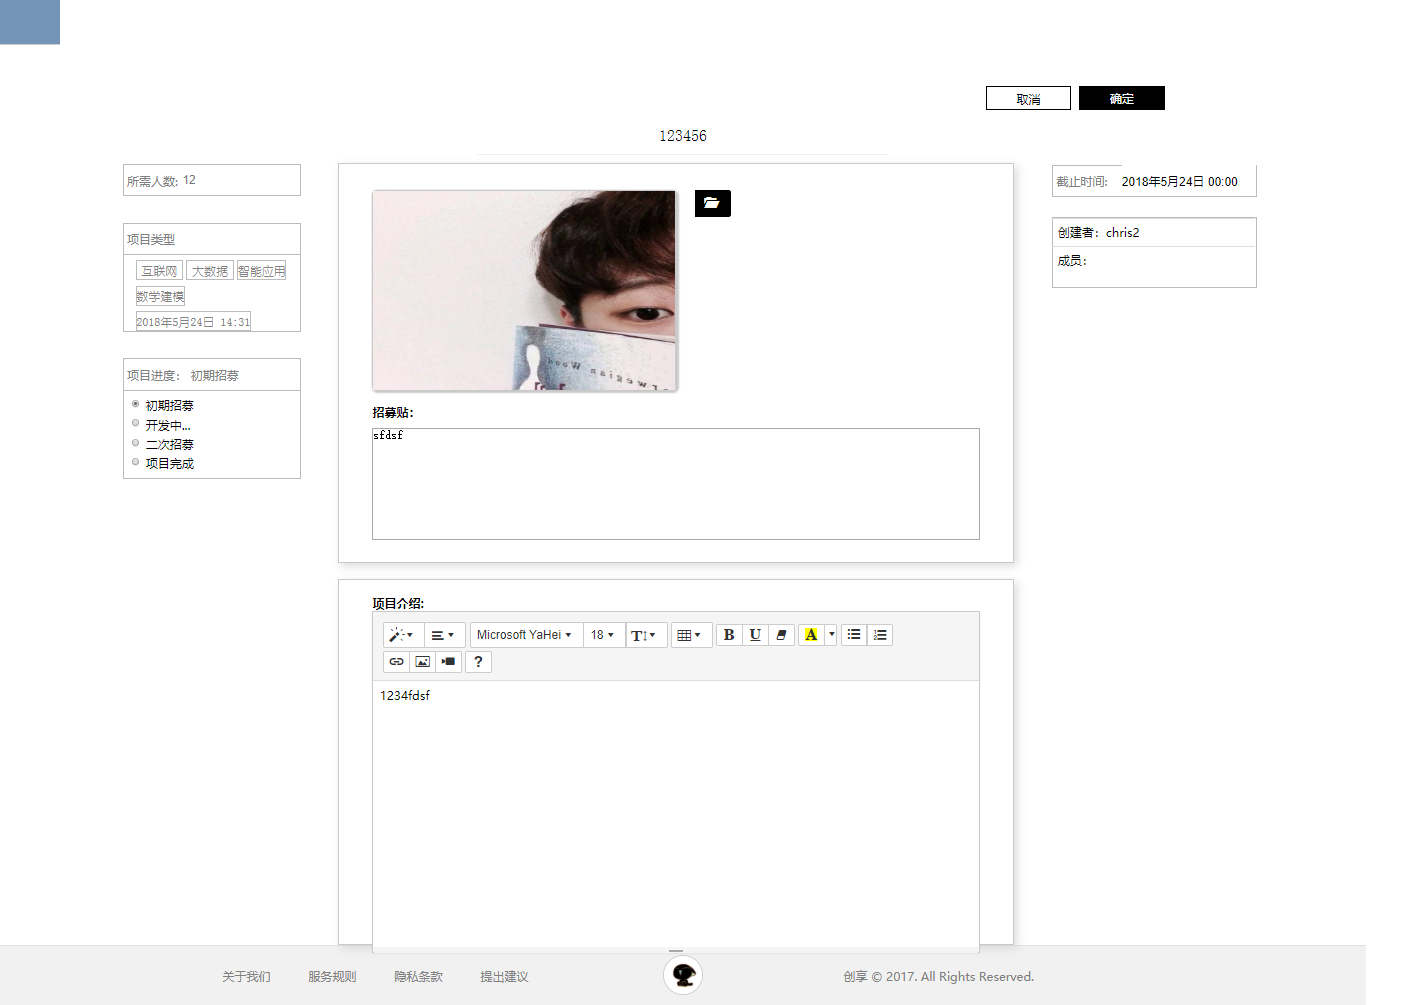 取消 确定
123456
所需人数: 12
项目类型
互联网 大数据 智能应用
数学建模
2018年5月24日 14:31
项目进度： 初期招募
初期招募
开发中...
二次招募
项目完成
招募贴：
sfdsf
截止时间: 2018年5月24日 00:00
创建者：chris2
成员：
项目介绍:
Microsoft YaHei 18 T B U A
?
1234fdsf
关于我们 服务规则 隐私条款 提出建议 创享 © 2017. All Rights Reserved.